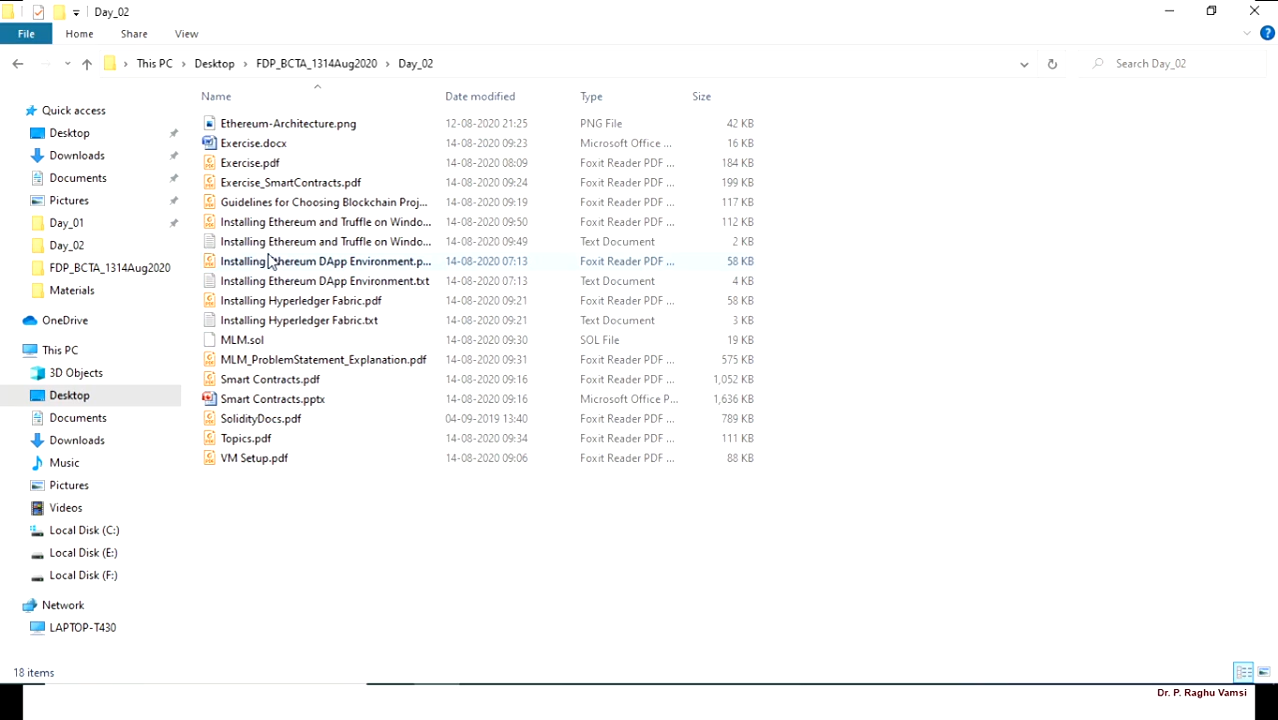 Day_02
File Home Share View
This PC Desktop FDP_BCTA_1314Aug2020 Day_02 Search Day_02
Name Date modified Type Size
Quick access
Desktop
Downloads
Documents
Pictures
Day_01
Day_02
FDP_BCTA_1314Aug2020
Materials
OneDrive
This PC
3D Objects
Desktop
Documents
Downloads
Music
Pictures
Videos
Local Disk (C:)
Local Disk (E:)
Local Disk (F:)
Network
LAPTOP-T430
Ethereum-Architecture.png 12-08-2020 21:25 PNG File 42 KB
Exercise.docx 14-08-2020 09:23 Microsoft Office ... 16 KB
Exercise.pdf 14-08-2020 08:09 Foxit Reader PDF ... 184 KB
Exercise_SmartContracts.pdf 14-08-2020 09:24 Foxit Reader PDF ... 199 KB
Guidelines for Choosing Blockchain Proj... 14-08-2020 09:19 Foxit Reader PDF ... 117 KB
Installing Ethereum and Truffle on Windo... 14-08-2020 09:50 Foxit Reader PDF ... 112 KB
Installing Ethereum and Truffle on Windo... 14-08-2020 09:49 Text Document 2 KB
Installing Ethereum DApp Environment.p... 14-08-2020 07:13 Foxit Reader PDF ... 58 KB
Installing Ethereum DApp Environment.txt 14-08-2020 07:13 Text Document 4 KB
Installing Hyperledger Fabric.pdf 14-08-2020 09:21 Foxit Reader PDF ... 58 KB
Installing Hyperledger Fabric.txt 14-08-2020 09:21 Text Document 3 KB
MLM.sol 14-08-2020 09:30 SOL File 19 KB
MLM_ProblemStatement_Explanation.pdf 14-08-2020 09:31 Foxit Reader PDF ... 575 KB
Smart Contracts.pdf 14-08-2020 09:16 Foxit Reader PDF ... 1,052 KB
Smart Contracts.pptx 14-08-2020 09:16 Microsoft Office P... 1,636 KB
SolidityDocs.pdf 04-09-2019 13:40 Foxit Reader PDF ... 789 KB
Topics.pdf 14-08-2020 09:34 Foxit Reader PDF ... 111 KB
VM Setup.pdf 14-08-2020 09:06 Foxit Reader PDF ... 88 KB
18 items
Dr. P. Raghu Vamsi